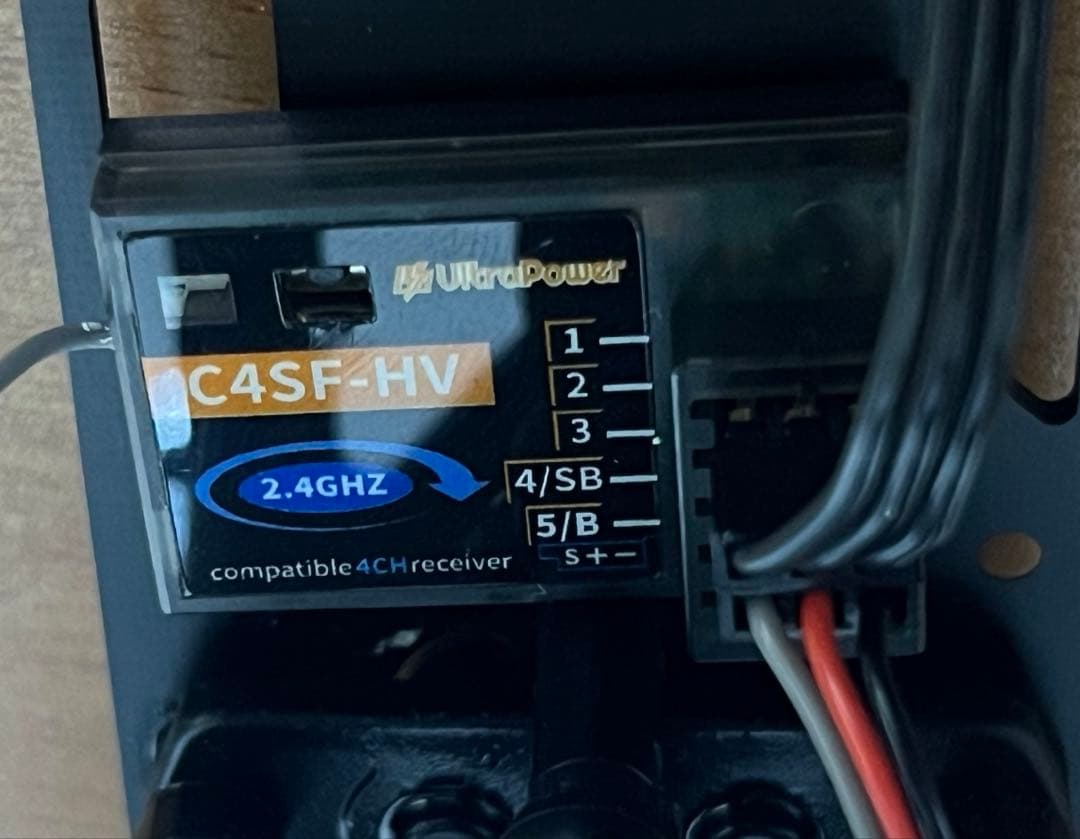 UltraPower
C4SF-HV
1
2
3
4/SB
5/B
S+-
2.4GHZ
compatible4CHreceiver